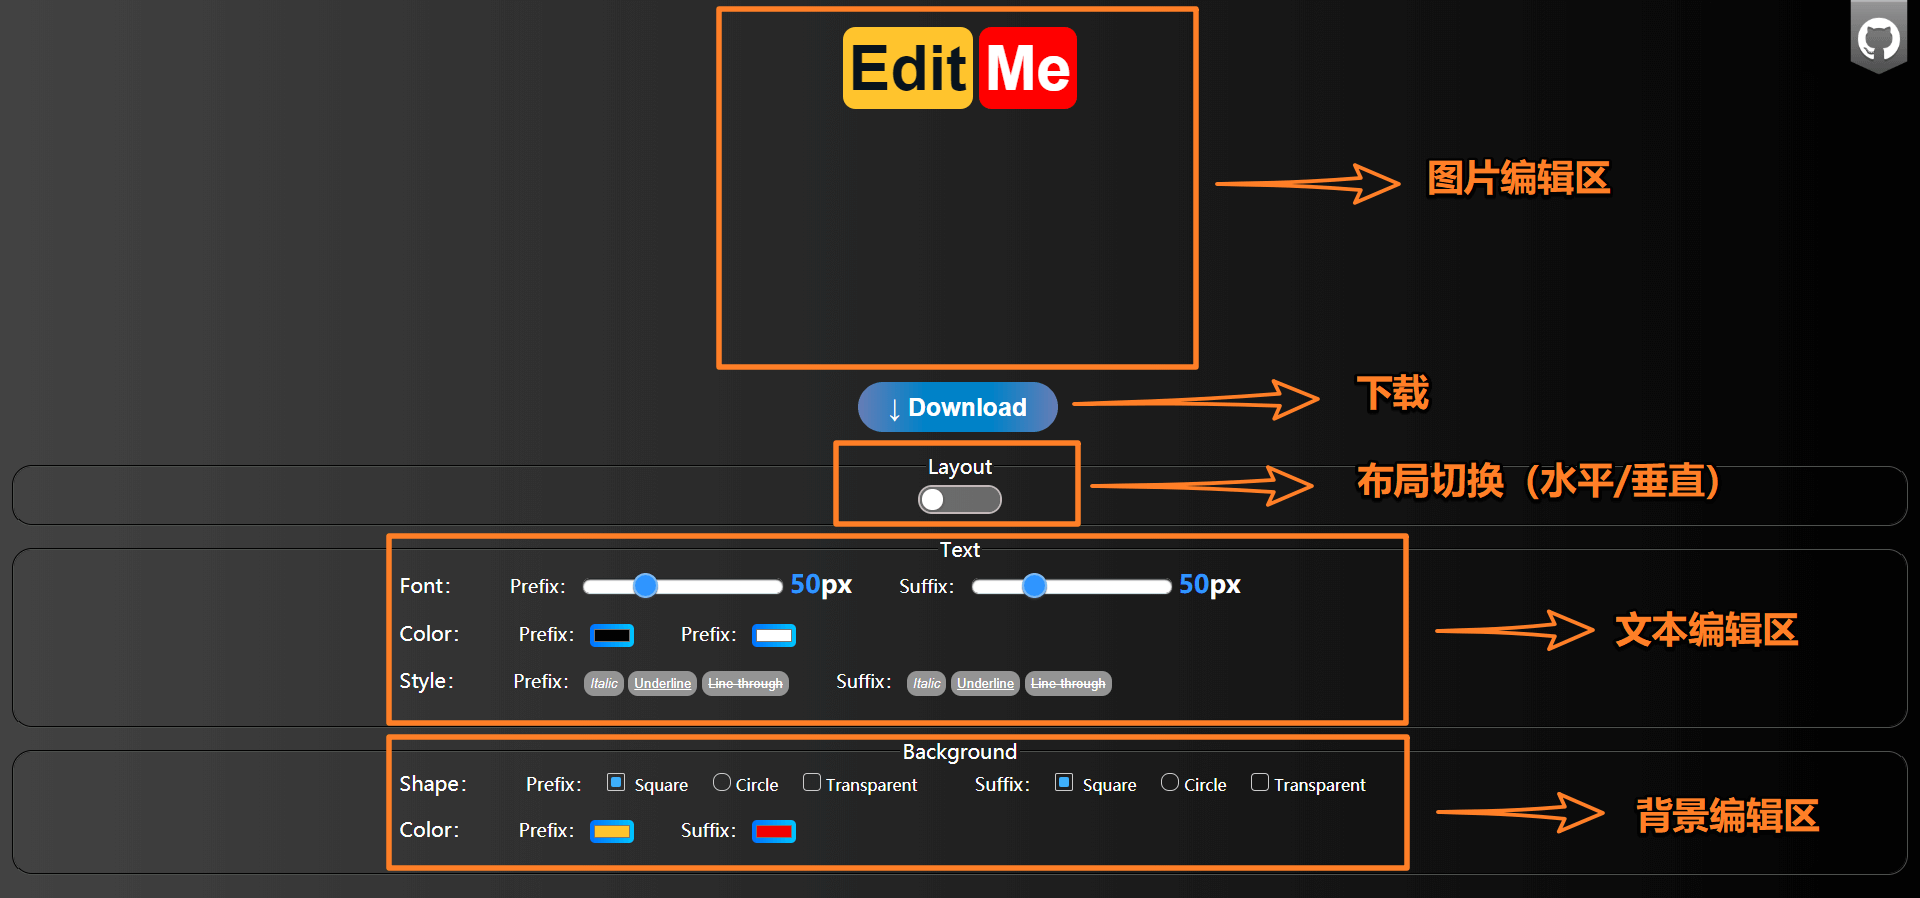 Edit Me
图片编辑区
↓ Download
下载
Layout
布局切换（水平/垂直）
Text
Font: Prefix: 50px Suffix: 50px
Color: Prefix: Prefix:
Style: Prefix: Italic Underline Line-through Suffix: Italic Underline Line-through
文本编辑区
Background
Shape: Prefix: Square Circle Transparent Suffix: Square Circle Transparent
Color: Prefix: Suffix:
背景编辑区